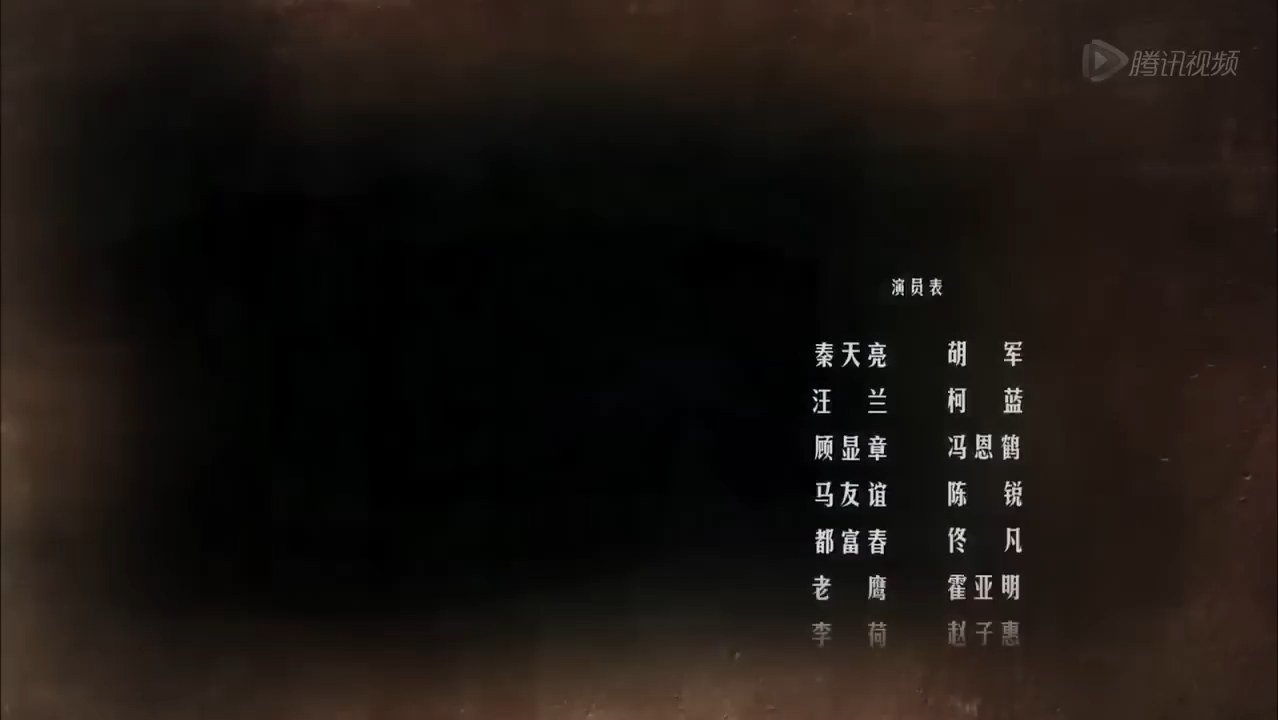 腾讯视频
演员表
秦天亮 胡军
汪兰 柯蓝
顾显章 冯恩鹤
马友谊 陈锐
都富春 佟凡
老鹰 霍亚明
李荷 赵子惠